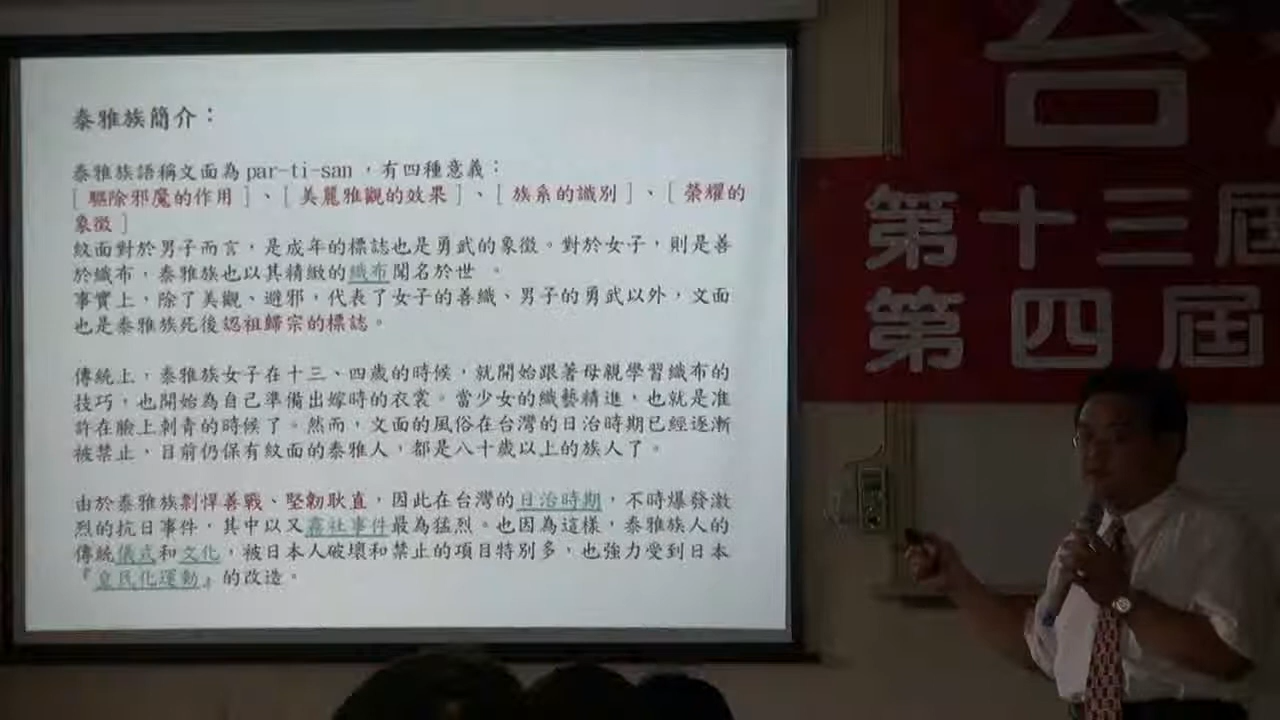 泰雅族簡介：
泰雅族語稱文面為 par-ti-san ，有四種意義：
[ 驅除邪魔的作用 ] 、[ 美麗雅觀的效果 ] 、[ 族系的識別 ] 、[ 榮耀的
象徵 ]
紋面對於男子而言，是成年的標誌也是勇武的象徵。對於女子，則是善
於織布，泰雅族也以其精緻的織布聞名於世 。
事實上，除了美觀、避邪，代表了女子的善織、男子的勇武以外，文面
也是泰雅族死後認祖歸宗的標誌。
傳統上，泰雅族女子在十三、四歲的時候，就開始跟著母親學習織布的
技巧，也開始為自己準備出嫁時的衣裳。當少女的織藝精進，也就是准
許在臉上刺青的時候了。然而，文面的風俗在台灣的日治時期已經逐漸
被禁止，目前仍保有紋面的泰雅人，都是八十歲以上的族人了。
由於泰雅族剽悍善戰、堅韌耿直，因此在台灣的日治時期，不時爆發激
烈的抗日事件，其中以又霧社事件最為猛烈。也因為這樣，泰雅族人的
傳統儀式和文化，被日本人破壞和禁止的項目特別多，也強力受到日本
『皇民化運動』的改造。
台
第十三屆
第四屆